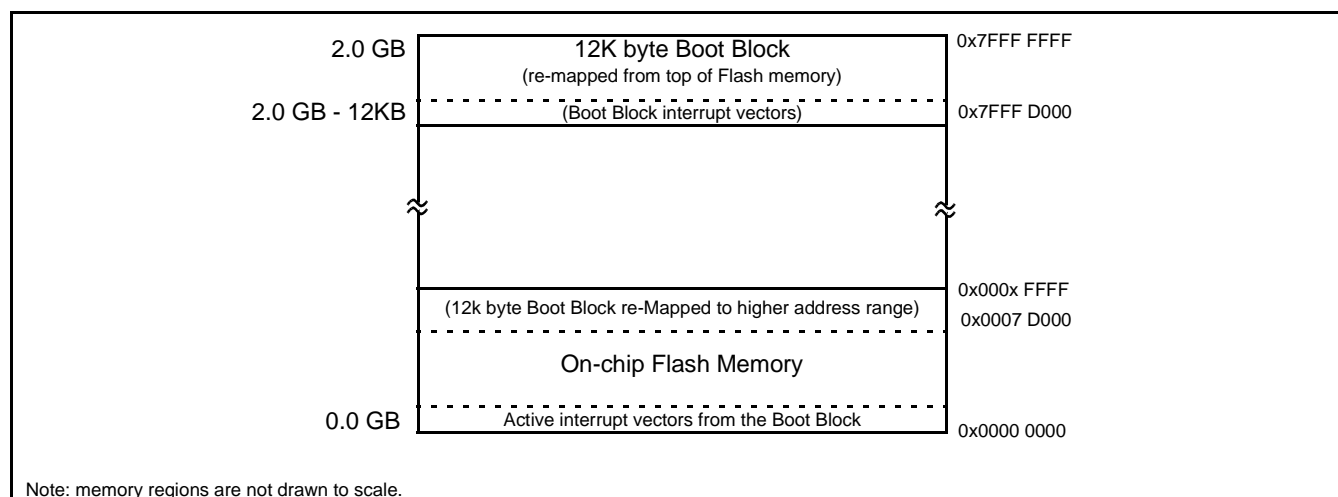 2.0 GB
12K byte Boot Block
0x7FFF FFFF
(re-mapped from top of Flash memory)
2.0 GB - 12KB
(Boot Block interrupt vectors)
0x7FFF D000
0x000x FFFF
(12k byte Boot Block re-Mapped to higher address range)
0x0007 D000
On-chip Flash Memory
0.0 GB
Active interrupt vectors from the Boot Block
0x0000 0000
Note: memory regions are not drawn to scale.